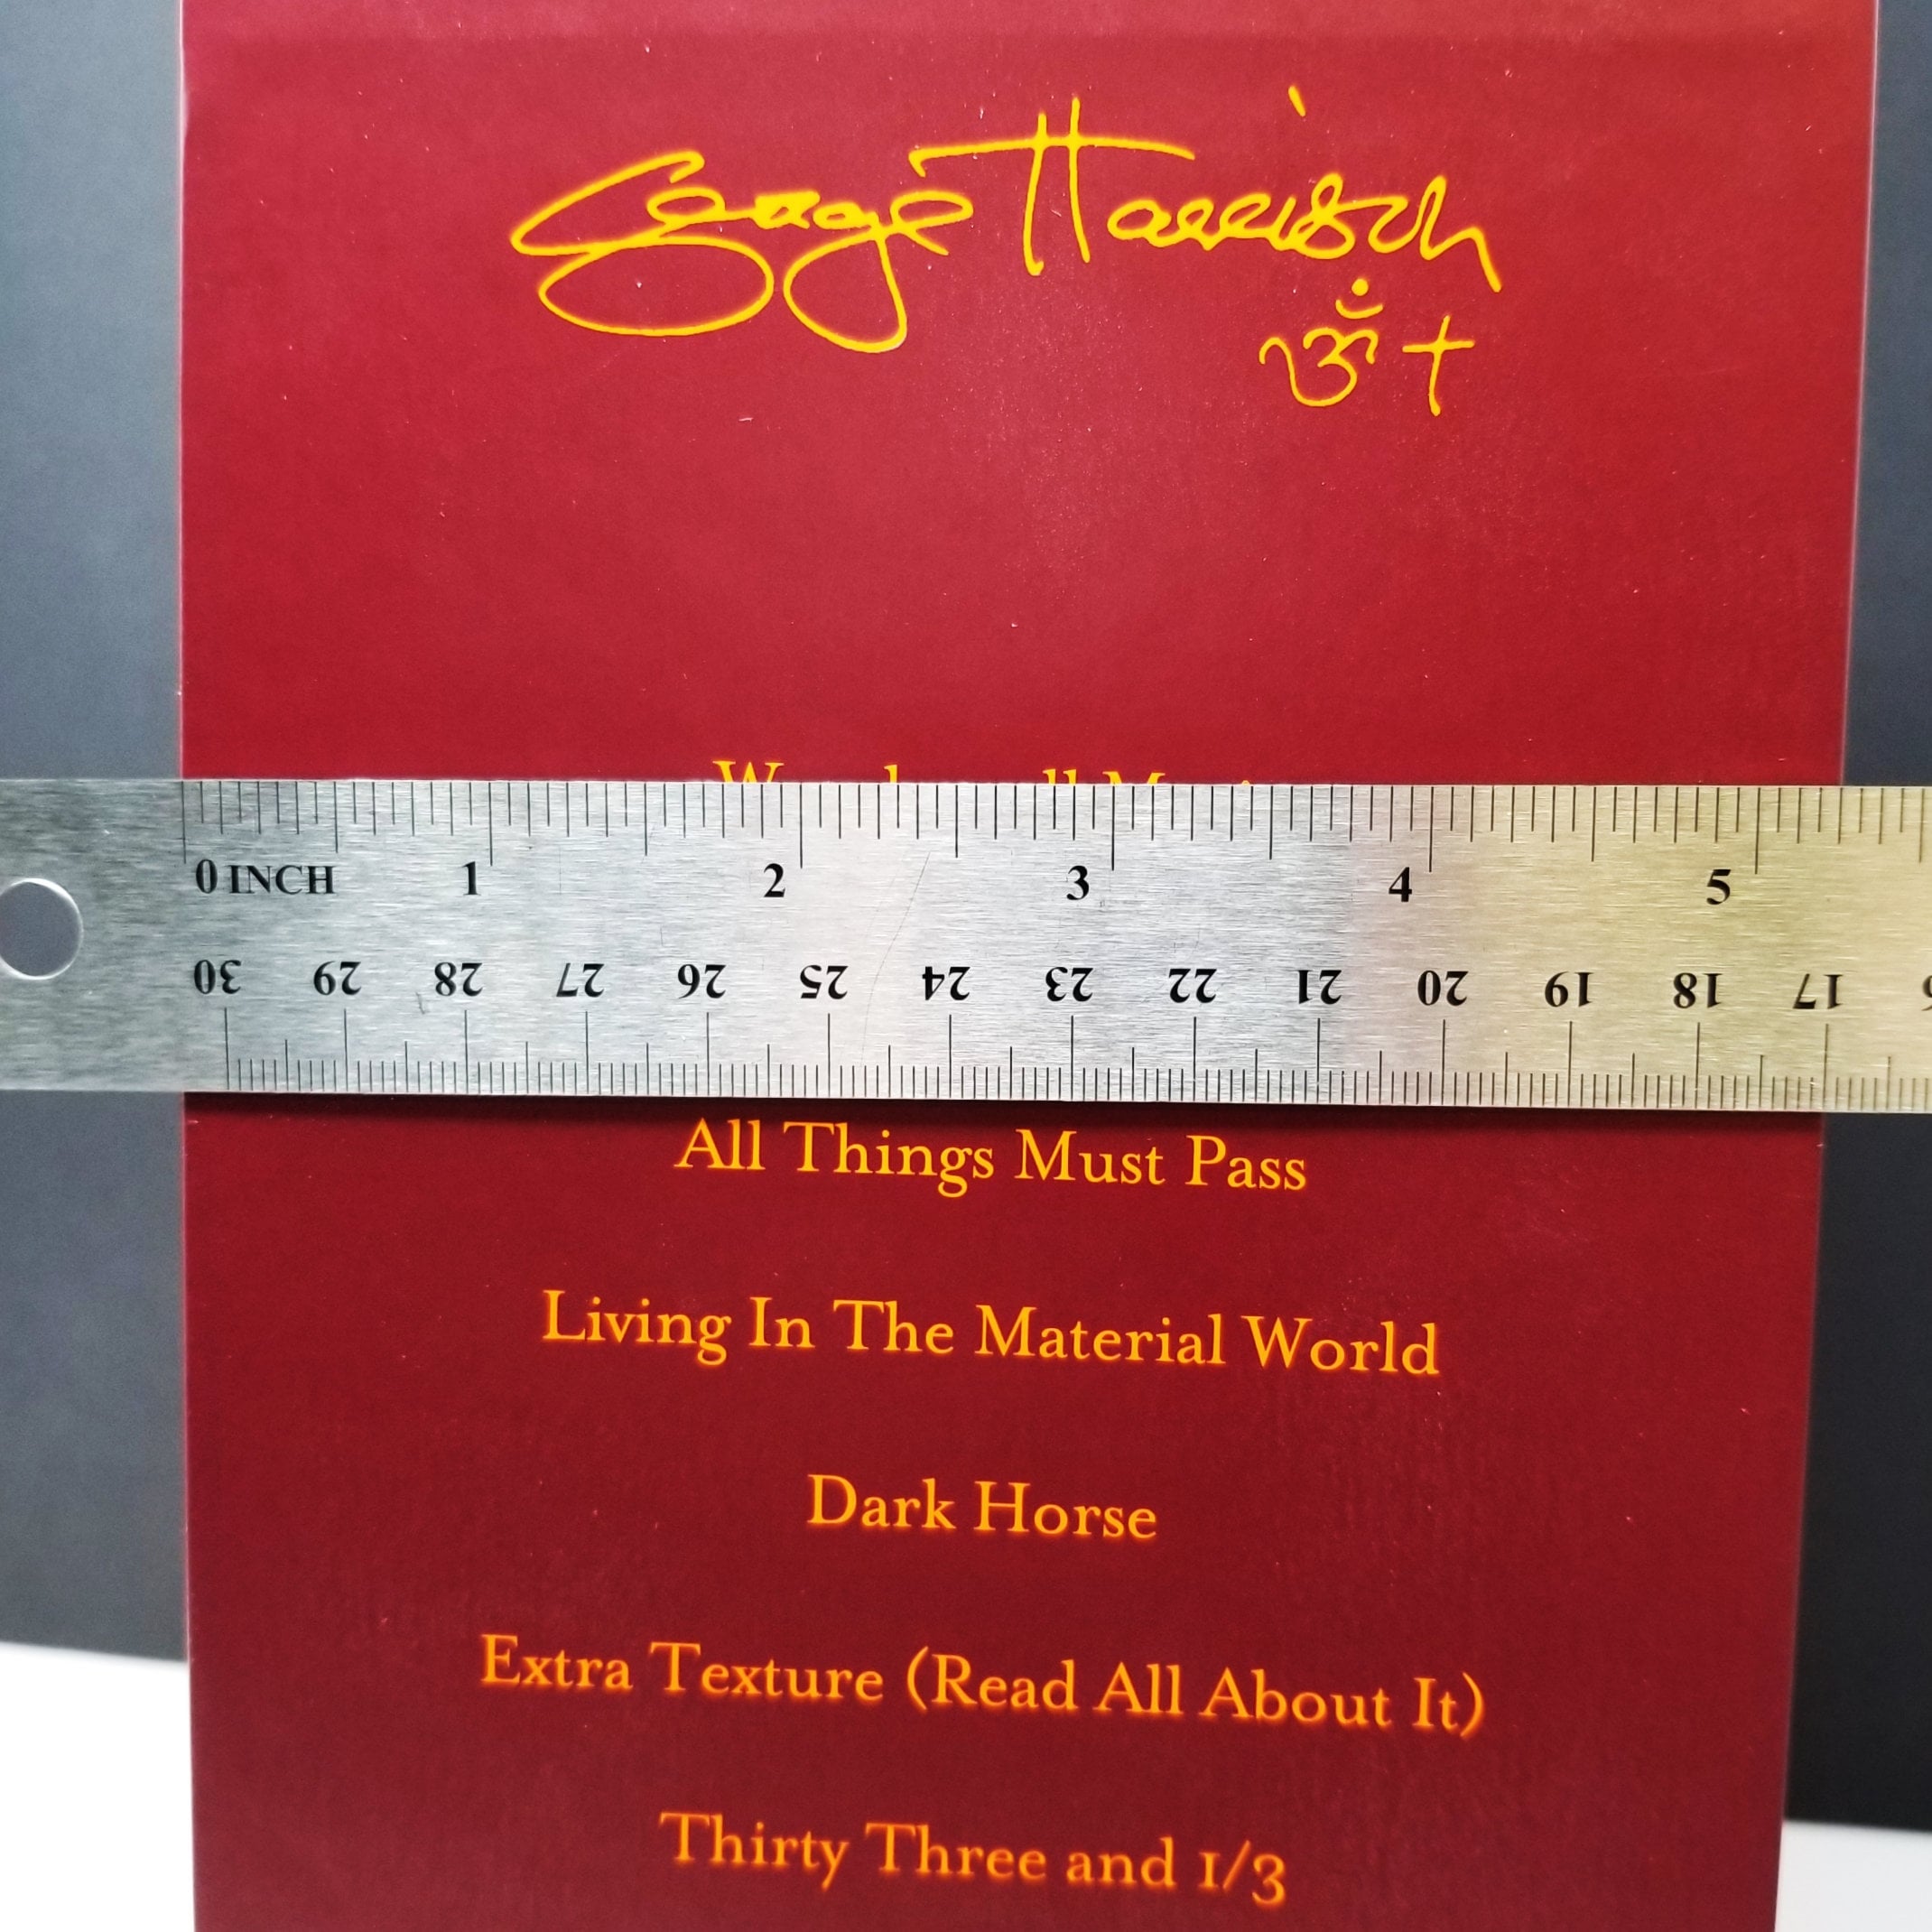 George Harrison
ॐ †
0 INCH 1 2 3 4 5
30 29 28 27 26 25 24 23 22 21 20 19 18 17
All Things Must Pass
Living In The Material World
Dark Horse
Extra Texture (Read All About It)
Thirty Three and 1/3